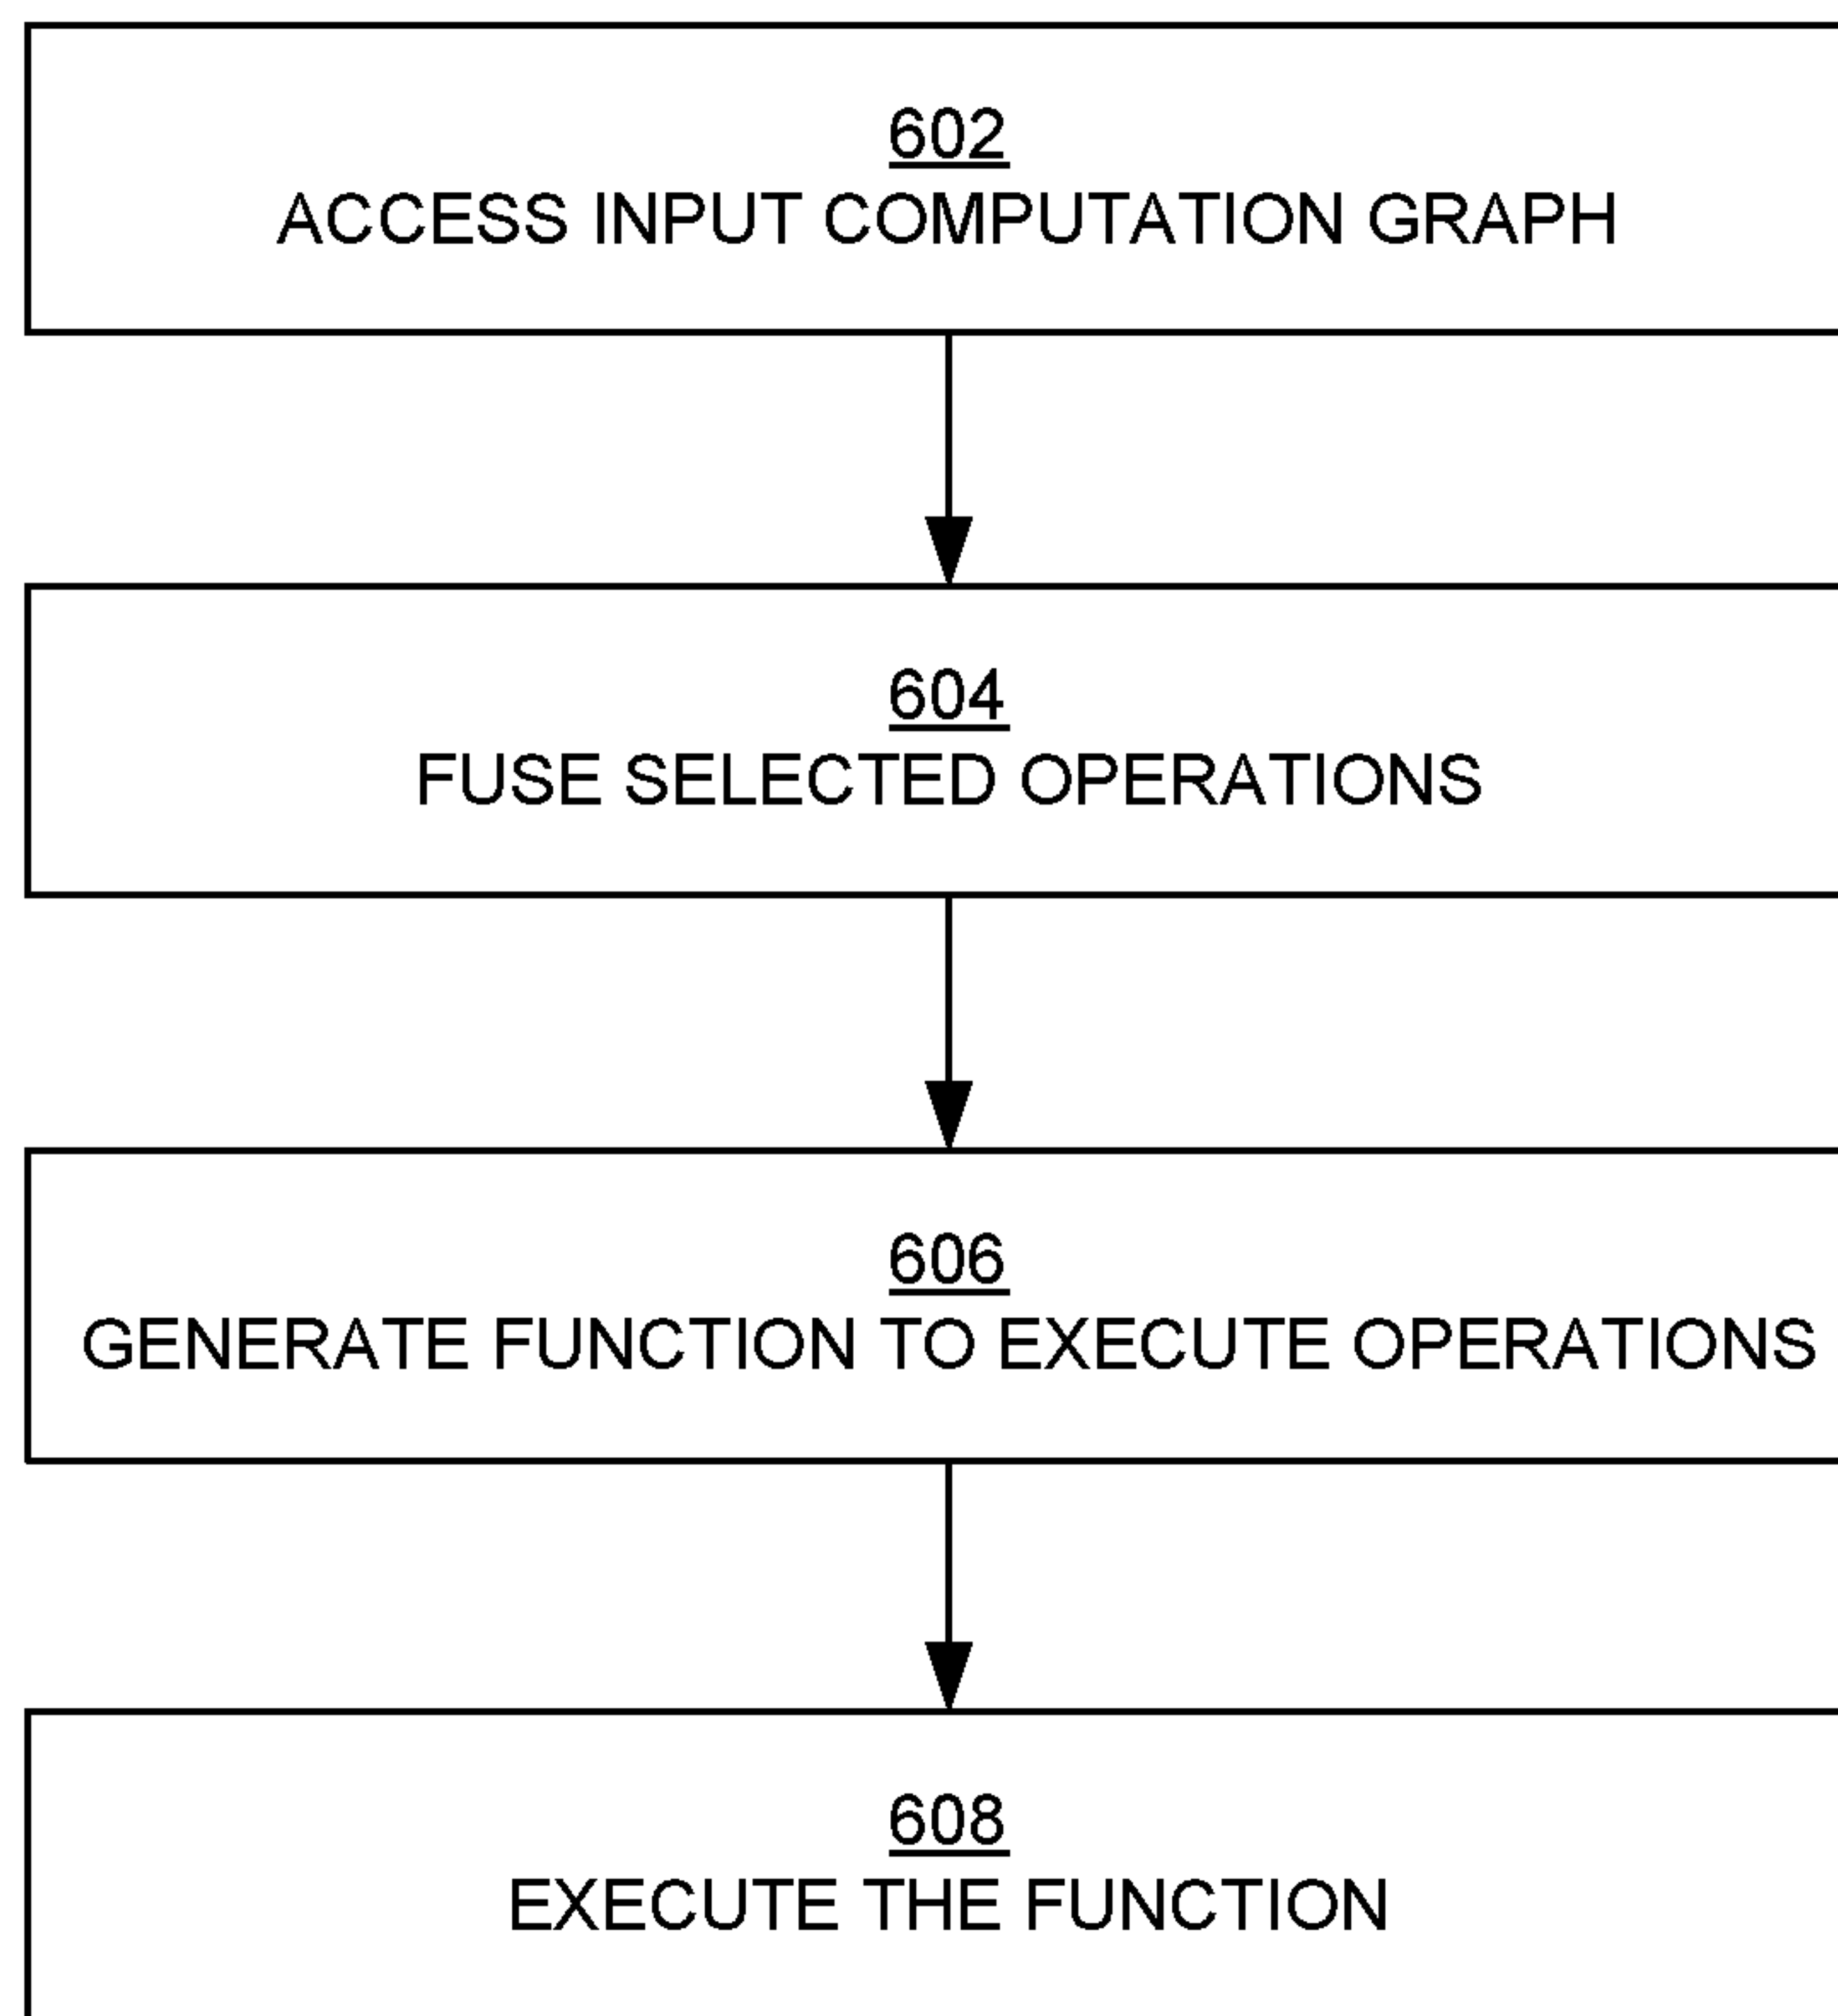 602
ACCESS INPUT COMPUTATION GRAPH
604
FUSE SELECTED OPERATIONS
606
GENERATE FUNCTION TO EXECUTE OPERATIONS
608
EXECUTE THE FUNCTION